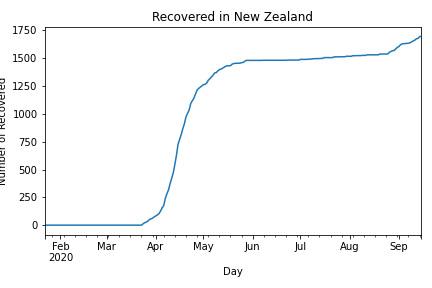 Recovered in New Zealand
1750
1500
1250
1000
750
500
250
0
Number of Recovered
Feb Mar Apr May Jun Jul Aug Sep
2020
Day